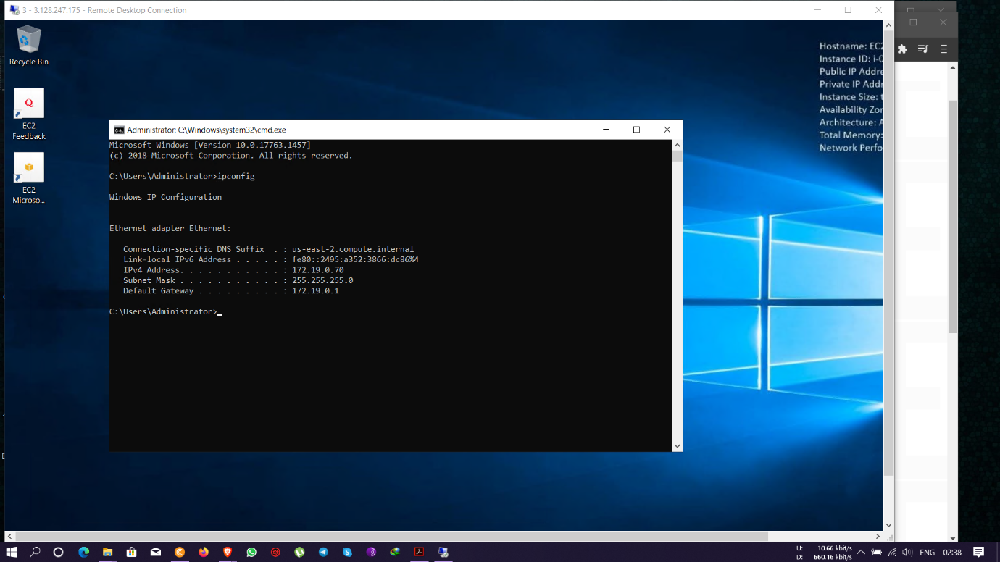 3 - 3.128.247.175 - Remote Desktop Connection
Recycle Bin
EC2
Feedback
EC2
Microso...
Hostname: EC2
Instance ID: i-0
Public IP Addre
Private IP Addr
Instance Size: t
Availability Zon
Architecture: A
Total Memory:
Network Perfo
Administrator: C:\Windows\system32\cmd.exe
Microsoft Windows [Version 10.0.17763.1457]
(c) 2018 Microsoft Corporation. All rights reserved.
C:\Users\Administrator>ipconfig
Windows IP Configuration
Ethernet adapter Ethernet:
Connection-specific DNS Suffix . : us-east-2.compute.internal
Link-local IPv6 Address . . . . . : fe80::2495:a352:3866:dc86%4
IPv4 Address. . . . . . . . . . . : 172.19.0.70
Subnet Mask . . . . . . . . . . . : 255.255.255.0
Default Gateway . . . . . . . . . : 172.19.0.1
C:\Users\Administrator>
U: 10.66 kbit/s
D: 660.16 kbit/s
ENG
02:38